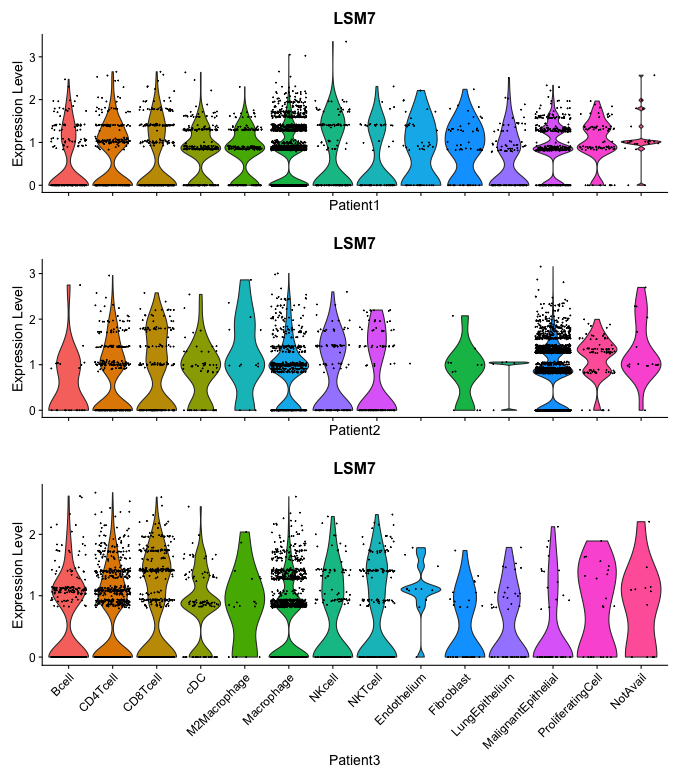 LSM7
Expression Level
3
2
1
0
Patient1
LSM7
Expression Level
3
2
1
0
Patient2
LSM7
Expression Level
2
1
0
Bcell
CD4Tcell
CD8Tcell
cDC
M2Macrophage
Macrophage
NKcell
NKTcell
Endothelium
Fibroblast
LungEpithelium
MalignantEpithelial
ProliferatingCell
NotAvail
Patient3